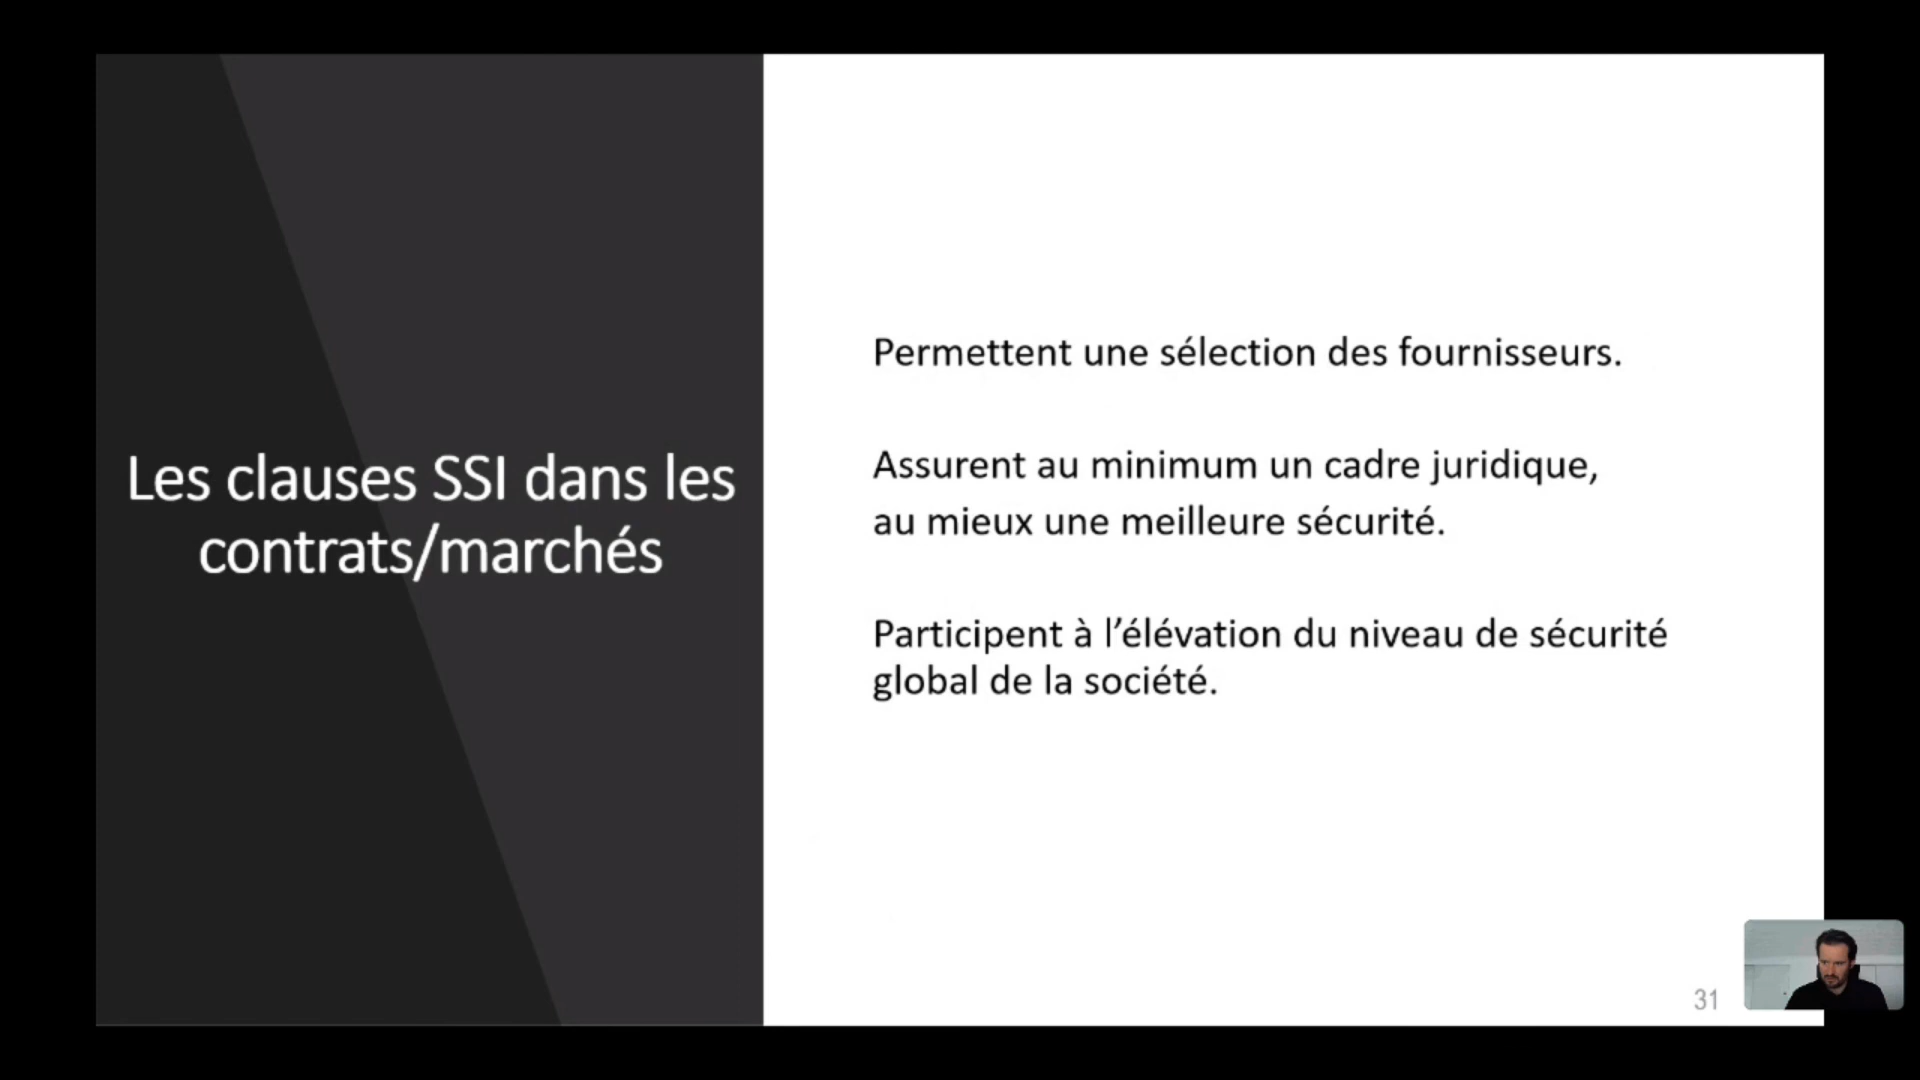 Les clauses SSI dans les
contrats/marchés
Permettent une sélection des fournisseurs.
Assurent au minimum un cadre juridique,
au mieux une meilleure sécurité.
Participent à l’élévation du niveau de sécurité
global de la société.
31